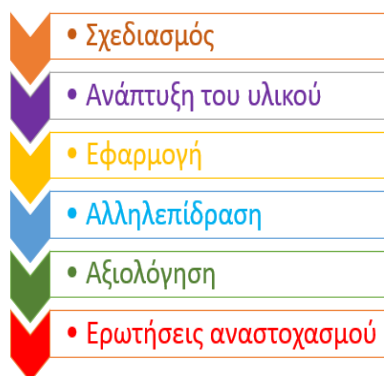 • Σχεδιασμός
• Ανάπτυξη του υλικού
• Εφαρμογή
• Αλληλεπίδραση
• Αξιολόγηση
• Ερωτήσεις αναστοχασμού